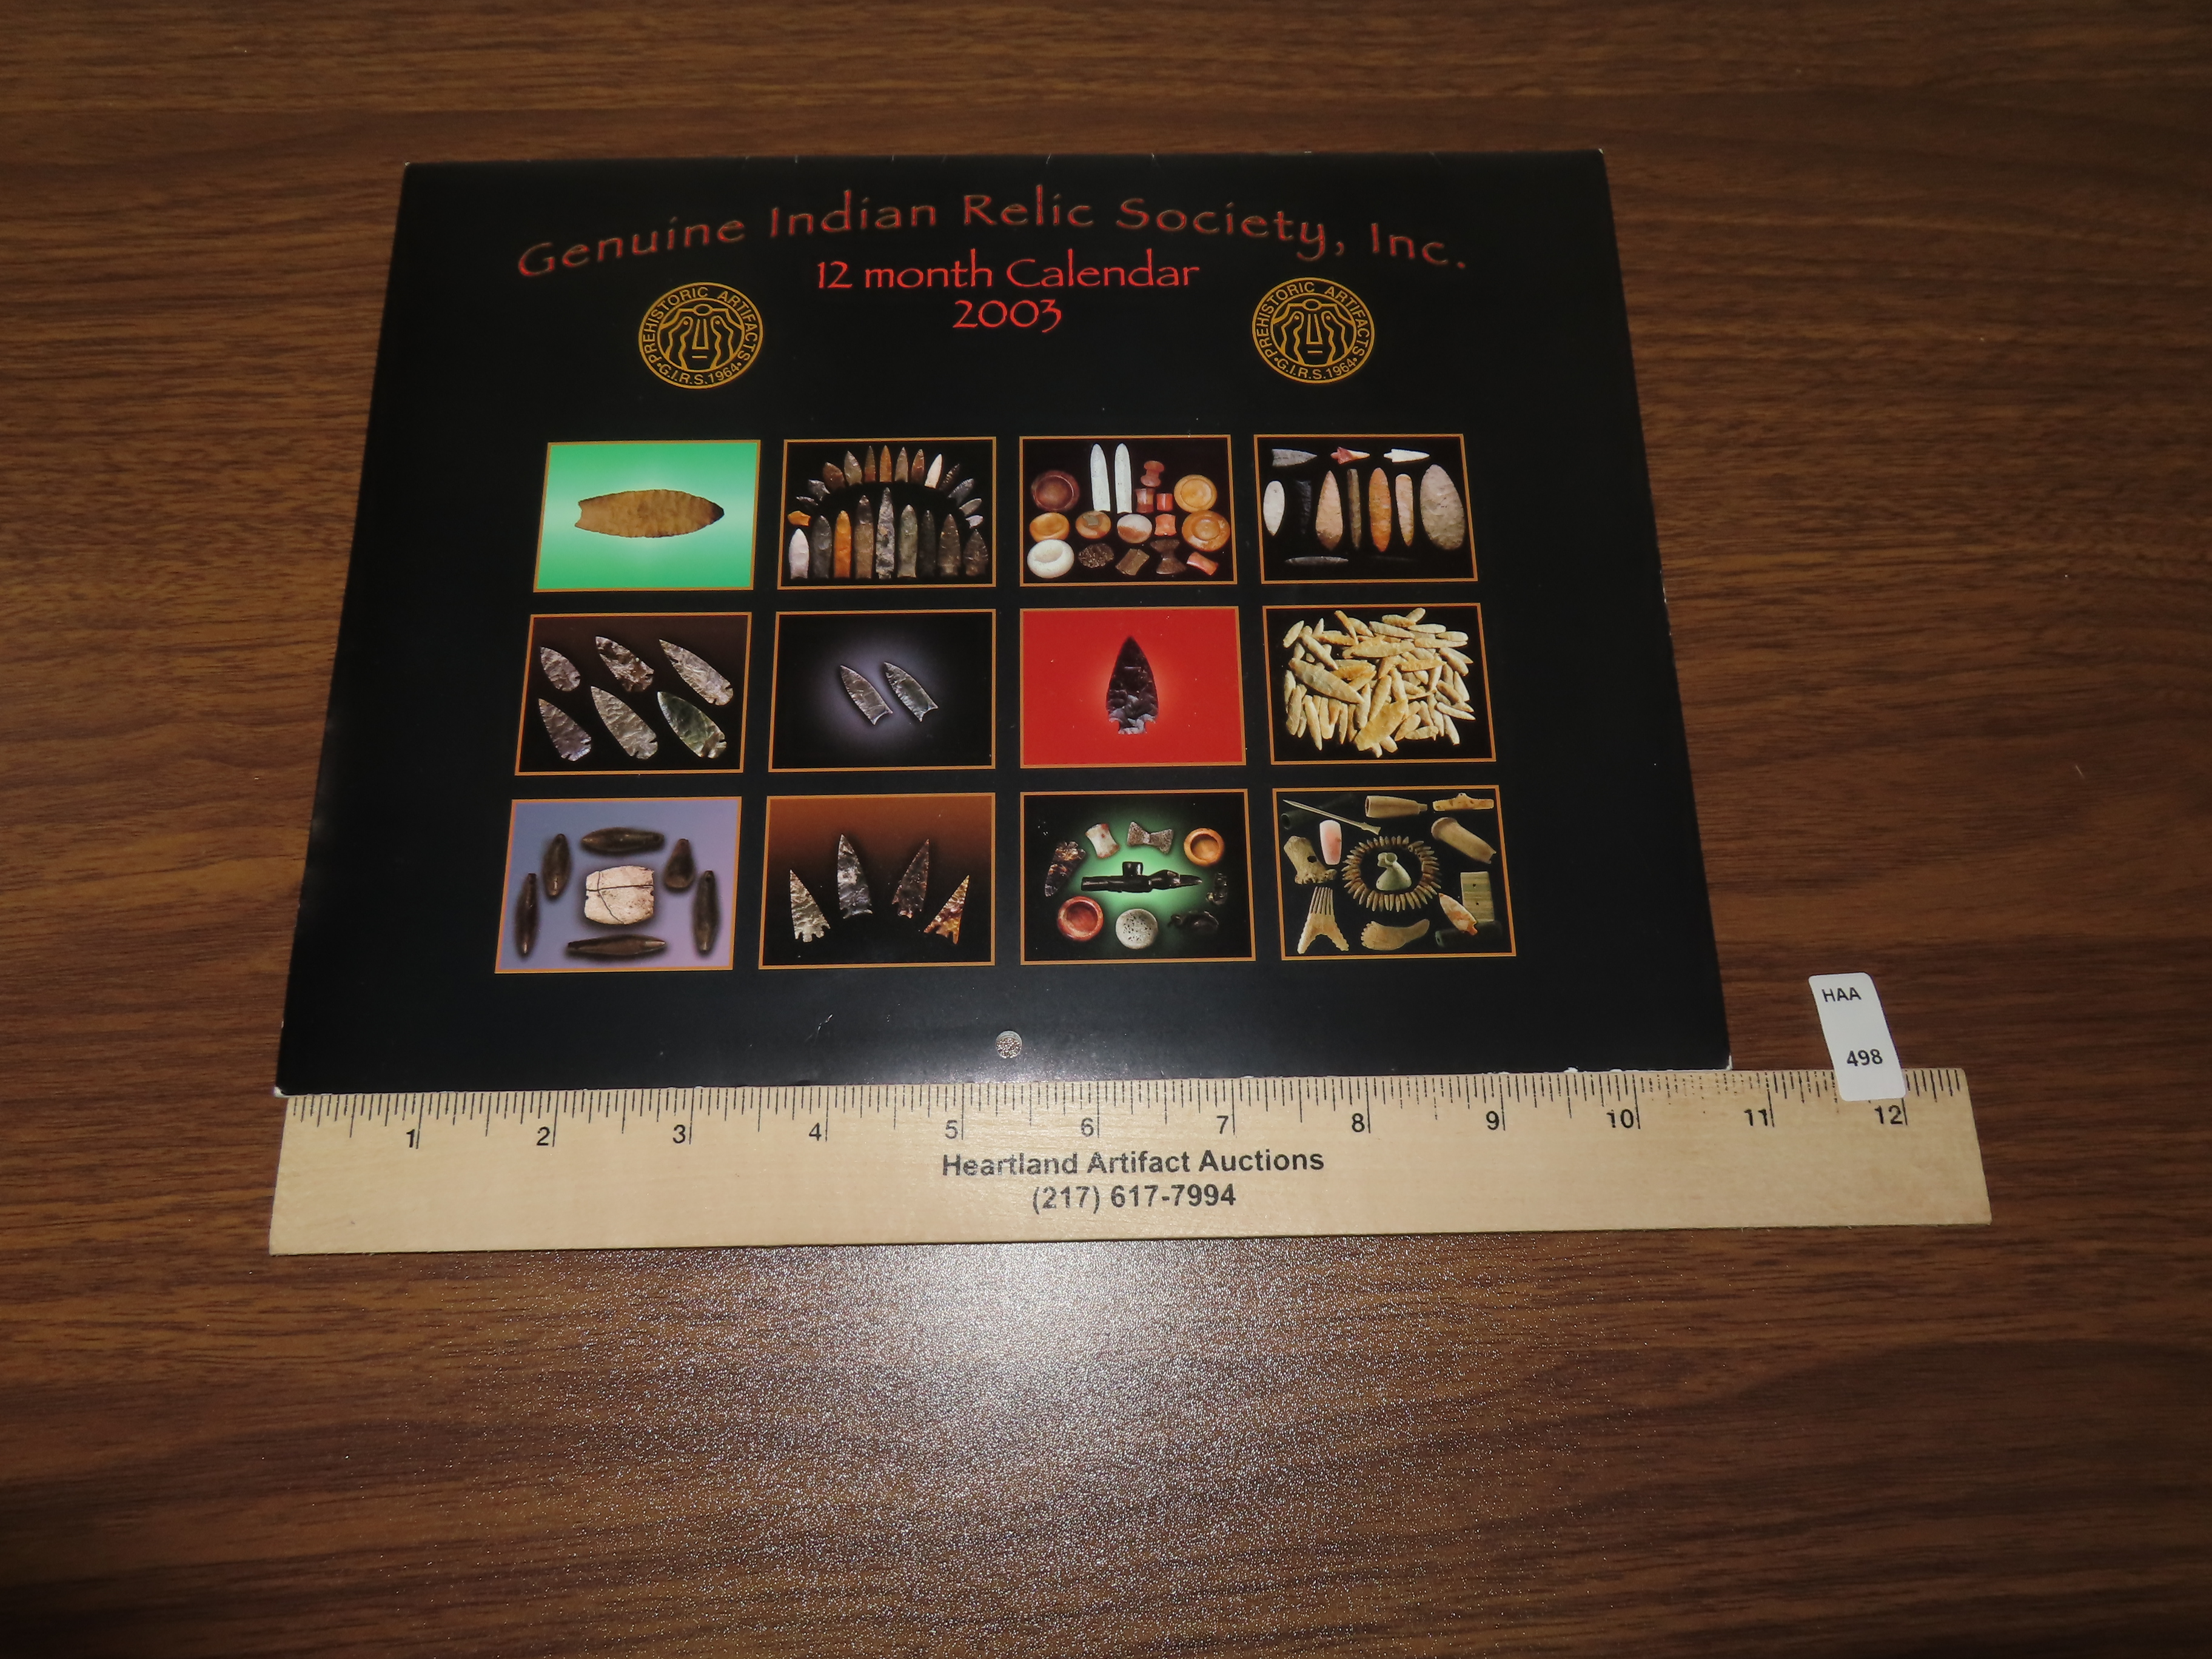 Genuine Indian Relic Society, Inc.
12 month Calendar
2003
PREHISTORIC ARTIFACTS
G.I.R.S. 1964
PREHISTORIC ARTIFACTS
G.I.R.S. 1964
HAA
498
1 2 3 4 5 6 7 8 9 10 11 12
Heartland Artifact Auctions
(217) 617-7994